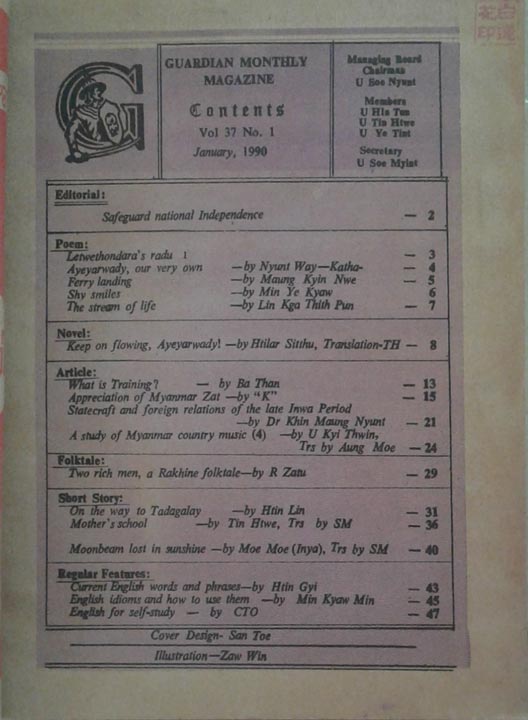 GUARDIAN MONTHLY
MAGAZINE
Contents
Vol 37 No. 1
January, 1990
Managing Board
Chairman
U Soe Nyunt
Members
U Hla Tun
U Tin Htwe
U Ye Tint
Secretary
U Soe Myint
Editorial:
Safeguard national Independence — 2
Poem:
Letwethondara's radu 1 — 3
Ayeyarwady, our very own —by Nyunt Way—Katha- — 4
Ferry landing —by Maung Kyin Nwe — 5
Shy smiles —by Min Ye Kyaw 6
The stream of life —by Lin Kga Thith Pun — 7
Novel:
Keep on flowing, Ayeyarwady! —by Htilar Sitthu, Translation-TH — 8
Article:
What is Training? — by Ba Than — 13
Appreciation of Myanmar Zat —by "K" — 15
Statecraft and foreign relations of the late Inwa Period
—by Dr Khin Maung Nyunt — 21
A study of Myanmar country music (4) —by U Kyi Thwin,
Trs by Aung Moe — 24
Folktale:
Two rich men, a Rakhine folktale—by R Zatu — 29
Short Story:
On the way to Tadagalay —by Htin Lin — 31
Mother's school —by Tin Htwe, Trs by SM — 36
Moonbeam lost in sunshine —by Moe Moe (Inya), Trs by SM — 40
Regular Features:
Current English words and phrases—by Htin Gyi — 43
English idioms and how to use them —by Min Kyaw Min — 45
English for self-study — by CTO — 47
Cover Design- San Toe
Illustration—Zaw Win